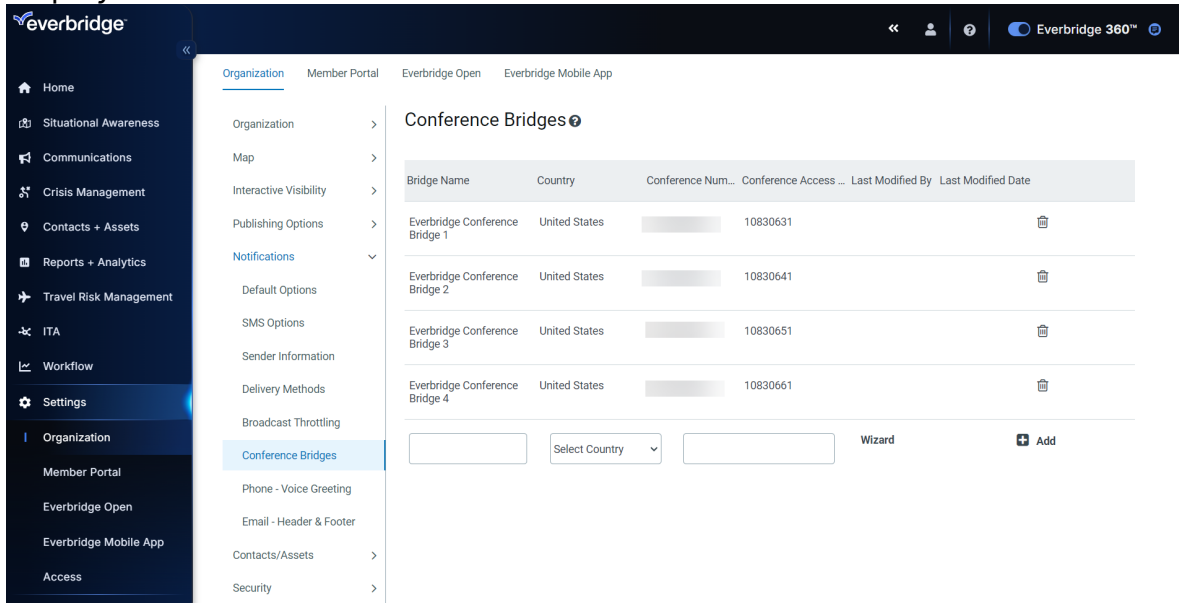 everbridge
Everbridge 360™
Home
Situational Awareness
Communications
Crisis Management
Contacts + Assets
Reports + Analytics
Travel Risk Management
ITA
Workflow
Settings
Organization
Member Portal
Everbridge Open
Everbridge Mobile App
Access
Organization Member Portal Everbridge Open Everbridge Mobile App
Organization
Map
Interactive Visibility
Publishing Options
Notifications
Default Options
SMS Options
Sender Information
Delivery Methods
Broadcast Throttling
Conference Bridges
Phone - Voice Greeting
Email - Header & Footer
Contacts/Assets
Security
Conference Bridges
Bridge Name Country Conference Num... Conference Access ... Last Modified By Last Modified Date
Everbridge Conference United States 10830631
Bridge 1
Everbridge Conference United States 10830641
Bridge 2
Everbridge Conference United States 10830651
Bridge 3
Everbridge Conference United States 10830661
Bridge 4
Select Country Wizard Add